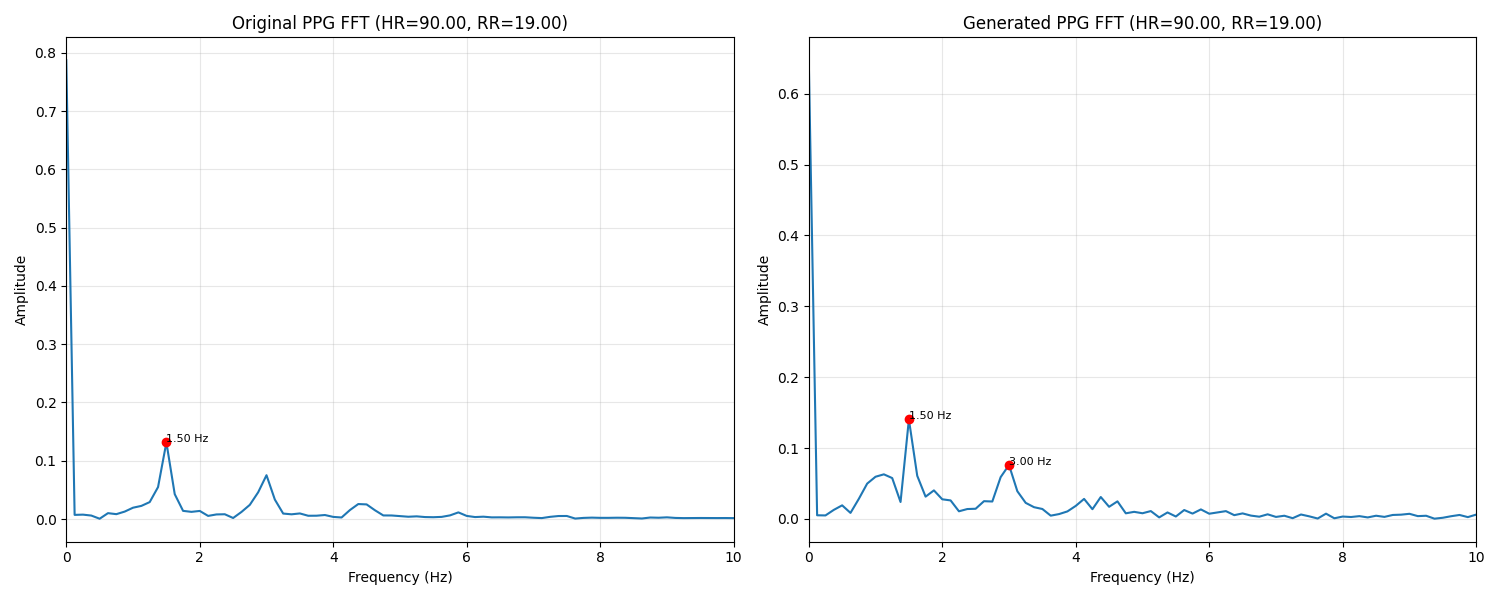 Original PPG FFT (HR=90.00, RR=19.00)
Amplitude
0.8
0.7
0.6
0.5
0.4
0.3
0.2
0.1
0.0
1.50 Hz
0 2 4 6 8 10
Frequency (Hz)
Generated PPG FFT (HR=90.00, RR=19.00)
Amplitude
0.6
0.5
0.4
0.3
0.2
0.1
0.0
1.50 Hz
3.00 Hz
0 2 4 6 8 10
Frequency (Hz)